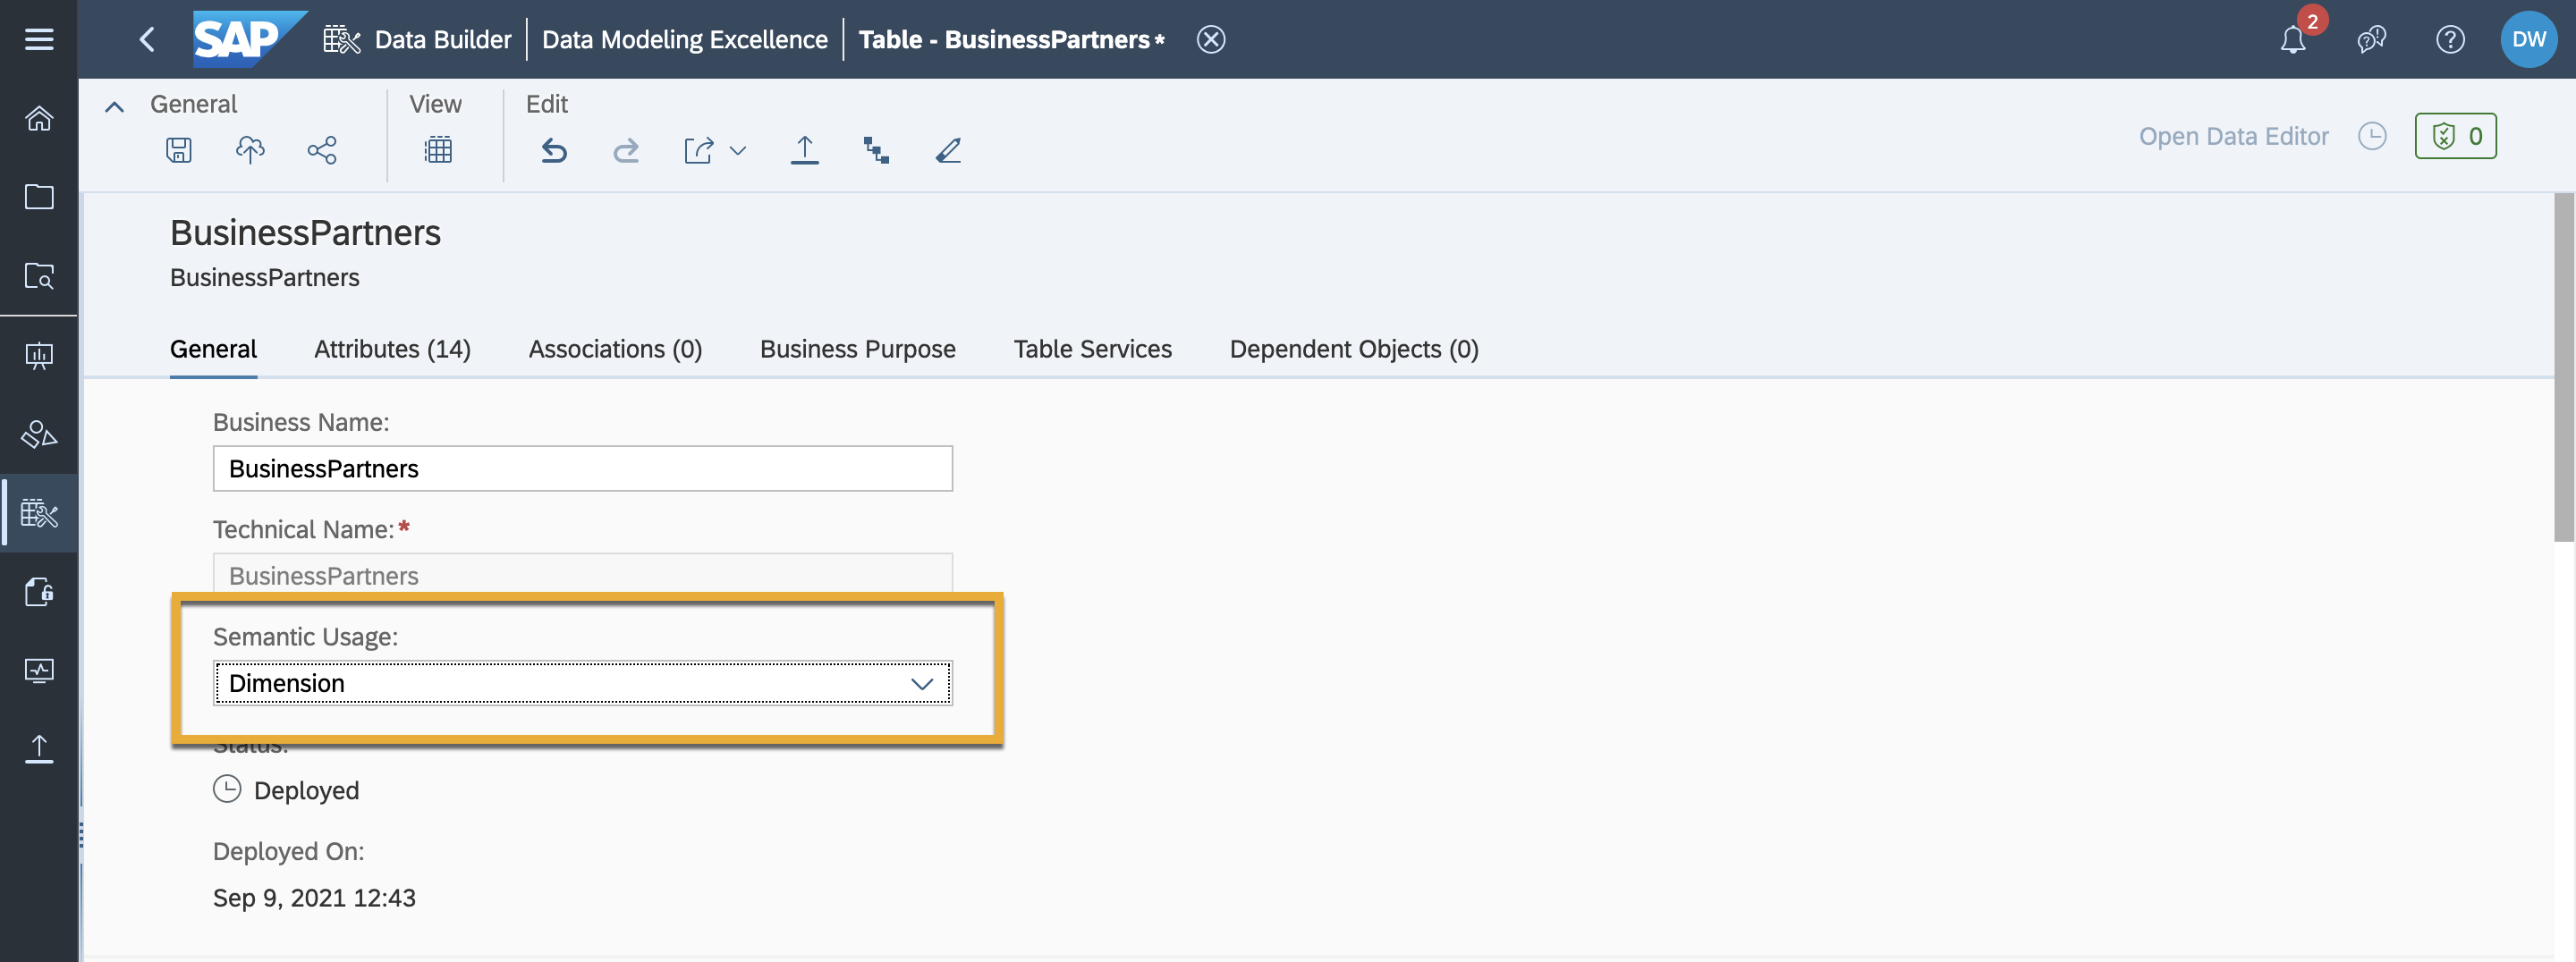 SAP Data Builder Data Modeling Excellence Table - BusinessPartners * 2 DW
General View Edit
Open Data Editor 0
BusinessPartners
BusinessPartners
General Attributes (14) Associations (0) Business Purpose Table Services Dependent Objects (0)
Business Name:
BusinessPartners
Technical Name:*
BusinessPartners
Semantic Usage:
Dimension
Status:
Deployed
Deployed On:
Sep 9, 2021 12:43